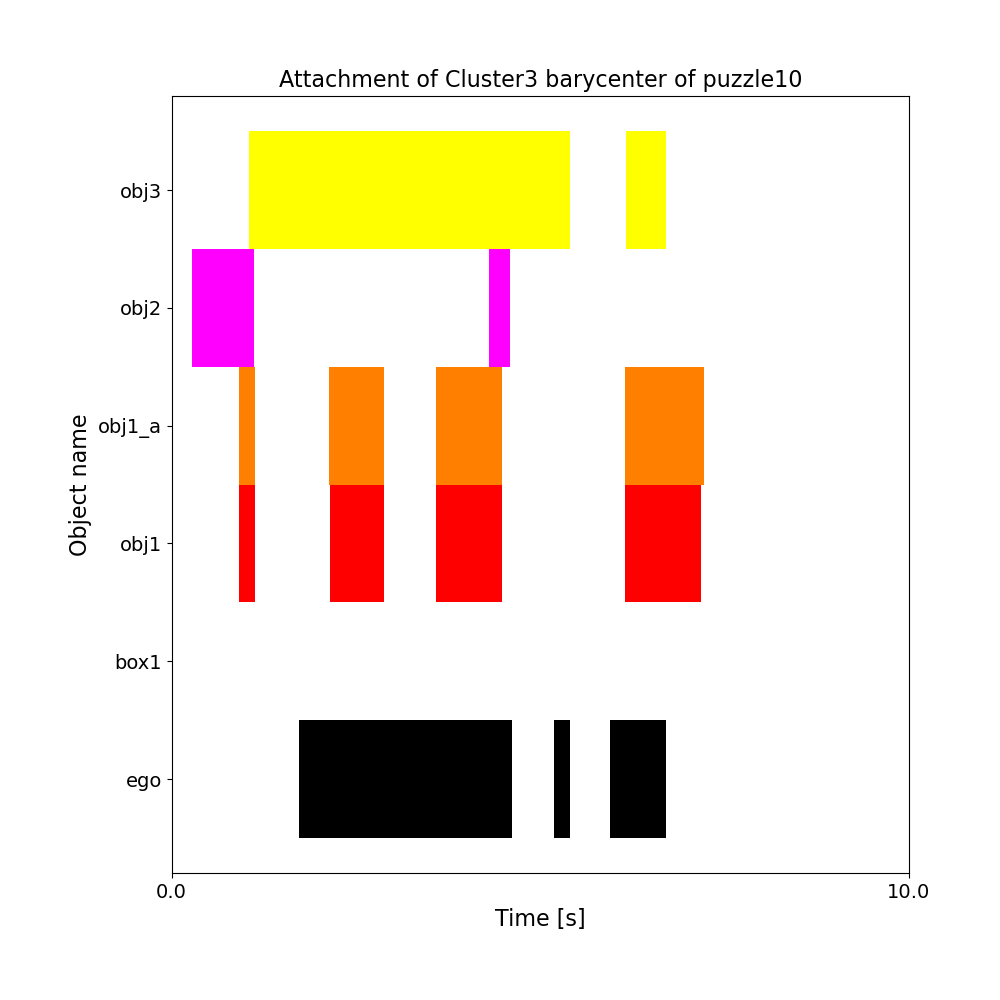 Attachment of Cluster3 barycenter of puzzle10
obj3
obj2
obj1_a
obj1
box1
ego
Object name
0.0
10.0
Time [s]